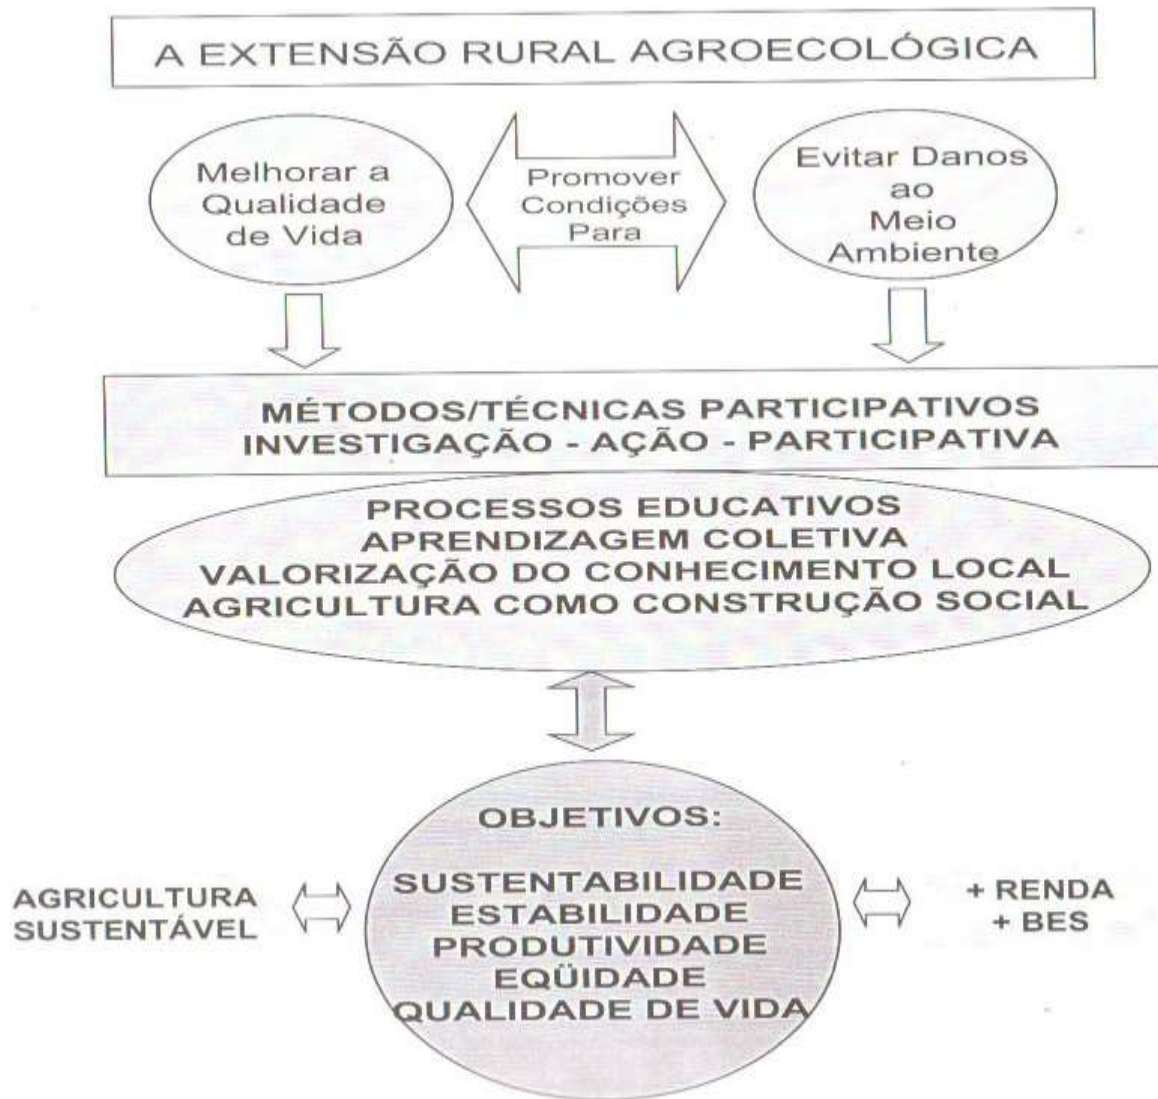 A EXTENSÃO RURAL AGROECOLÓGICA
Melhorar a
Qualidade
de Vida
Promover
Condições
Para
Evitar Danos
ao
Meio
Ambiente
MÉTODOS/TÉCNICAS PARTICIPATIVOS
INVESTIGAÇÃO - AÇÃO - PARTICIPATIVA
PROCESSOS EDUCATIVOS
APRENDIZAGEM COLETIVA
VALORIZAÇÃO DO CONHECIMENTO LOCAL
AGRICULTURA COMO CONSTRUÇÃO SOCIAL
OBJETIVOS:
SUSTENTABILIDADE
ESTABILIDADE
PRODUTIVIDADE
EQÜIDADE
QUALIDADE DE VIDA
AGRICULTURA
SUSTENTÁVEL
+ RENDA
+ BES